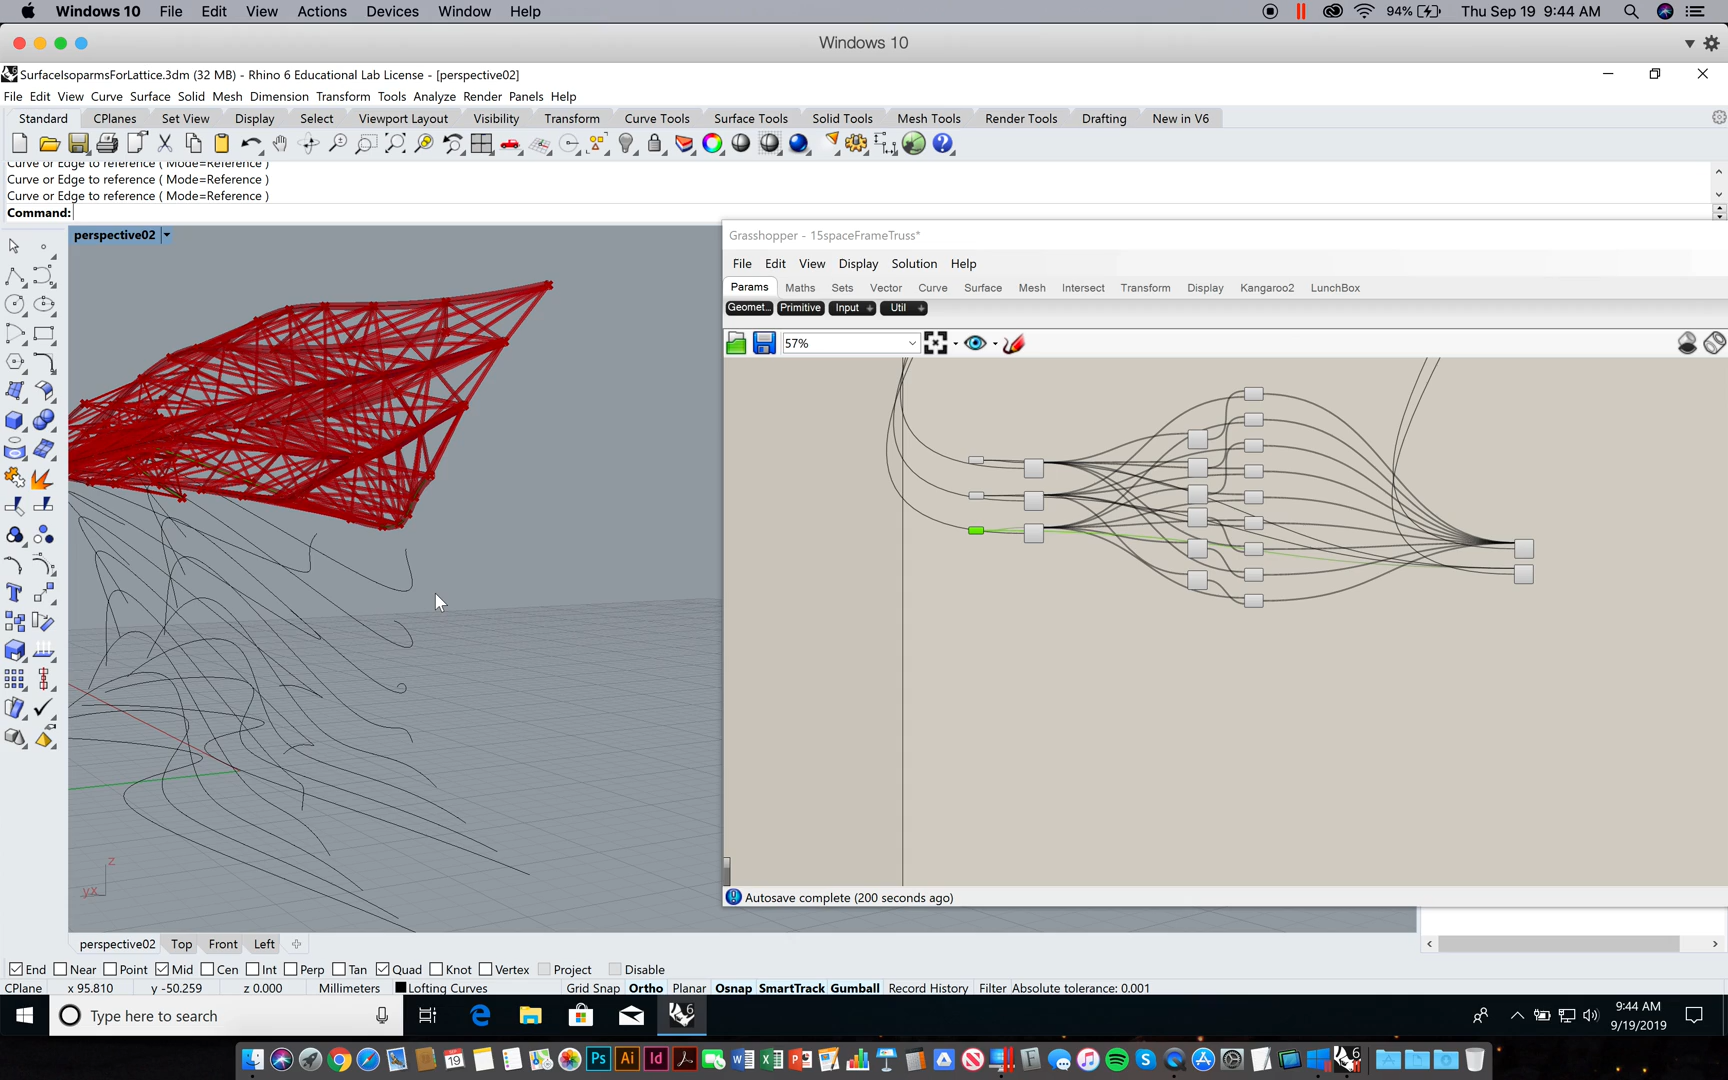 Windows 10 File Edit View Actions Devices Window Help 94% Thu Sep 19 9:44 AM
Windows 10
SurfaceIsoparmsForLattice.3dm (32 MB) - Rhino 6 Educational Lab License - [perspective02]
File Edit View Curve Surface Solid Mesh Dimension Transform Tools Analyze Render Panels Help
Standard CPlanes Set View Display Select Viewport Layout Visibility Transform Curve Tools Surface Tools Solid Tools Mesh Tools Render Tools Drafting New in V6
Curve or Edge to reference ( Mode=Reference )
Curve or Edge to reference ( Mode=Reference )
Curve or Edge to reference ( Mode=Reference )
Command:
perspective02
Grasshopper - 15spaceFrameTruss*
File Edit View Display Solution Help
Params Maths Sets Vector Curve Surface Mesh Intersect Transform Display Kangaroo2 LunchBox
Geomet... Primitive Input Util
57%
z
yx
Autosave complete (200 seconds ago)
perspective02 Top Front Left
End Near Point Mid Cen Int Perp Tan Quad Knot Vertex Project Disable
CPlane x 95.810 y -50.259 z 0.000 Millimeters Lofting Curves Grid Snap Ortho Planar Osnap SmartTrack Gumball Record History Filter Absolute tolerance: 0.001
Type here to search
9:44 AM
9/19/2019